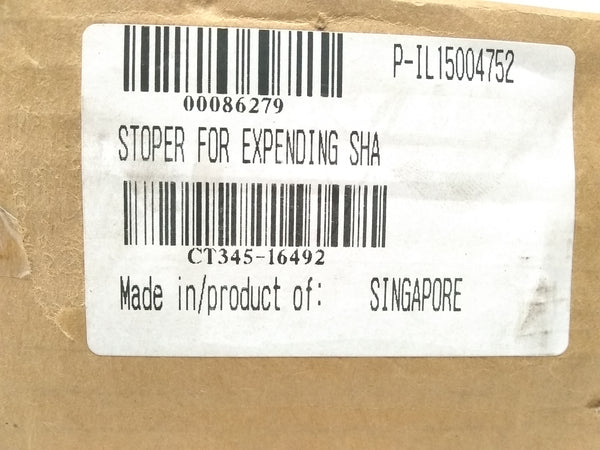 P-IL15004752
00086279
STOPER FOR EXPENDING SHA
CT345-16492
Made in/product of: SINGAPORE